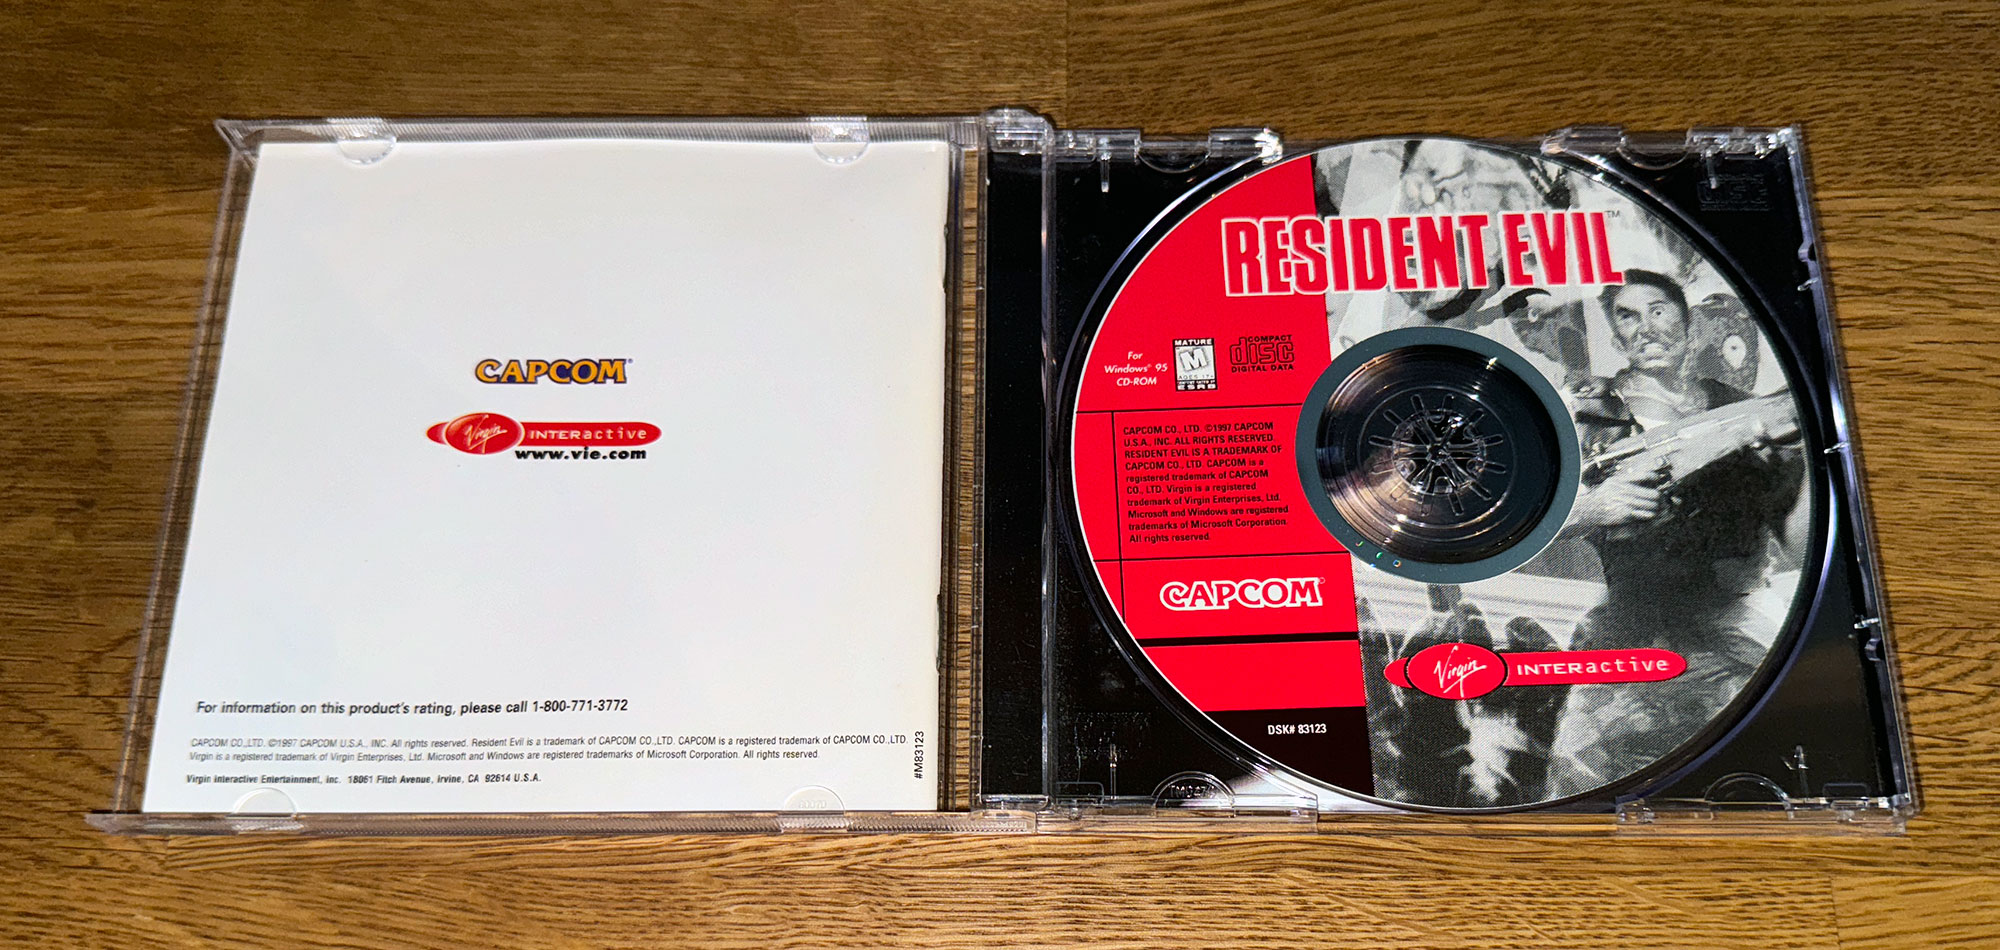 CAPCOM®
Virgin INTERactive
www.vie.com
For information on this product's rating, please call 1-800-771-3772
CAPCOM CO.,LTD. ©1997 CAPCOM U.S.A., INC. All rights reserved. Resident Evil is a trademark of CAPCOM CO.,LTD. CAPCOM is a registered trademark of CAPCOM CO.,LTD.
Virgin is a registered trademark of Virgin Enterprises, Ltd. Microsoft and Windows are registered trademarks of Microsoft Corporation. All rights reserved.
Virgin Interactive Entertainment, Inc. 18061 Fitch Avenue, Irvine, CA 92614 U.S.A.
#M83123
RESIDENT EVIL™
For
Windows® 95
CD-ROM
MATURE
M
AGES 17+
ESRB
COMPACT
disc
DIGITAL DATA
CAPCOM CO., LTD. ©1997 CAPCOM
U.S.A., INC. ALL RIGHTS RESERVED.
RESIDENT EVIL IS A TRADEMARK OF
CAPCOM CO., LTD. CAPCOM is a
registered trademark of CAPCOM
CO., LTD. Virgin is a registered
trademark of Virgin Enterprises, Ltd.
Microsoft and Windows are registered
trademarks of Microsoft Corporation.
All rights reserved.
CAPCOM®
Virgin INTERactive
DSK# 83123